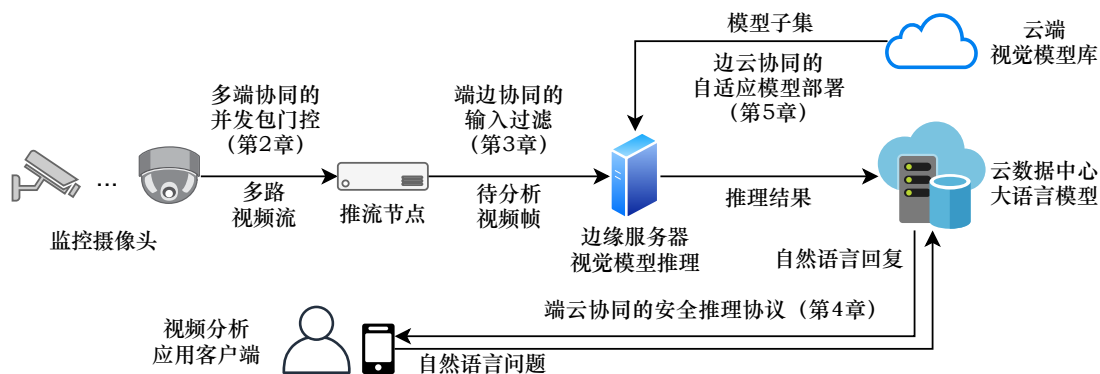 模型子集
云端
视觉模型库
边云协同的
自适应模型部署
（第5章）
多端协同的
并发包门控
（第2章）
端边协同的
输入过滤
（第3章）
...
多路
视频流
推流节点
待分析
视频帧
推理结果
云数据中心
大语言模型
监控摄像头
边缘服务器
视觉模型推理
自然语言回复
端云协同的安全推理协议（第4章）
视频分析
应用客户端
自然语言问题